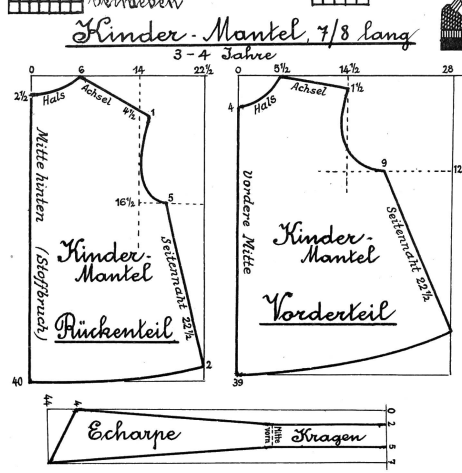 Kinder-Mantel, 7/8 lang
3-4 Jahre
0 6 14 22½
2½ Hals Achsel 4½ 1
Mitte hinten (Stoffbruch)
16½ 5
Kinder-
Mantel
Seitennaht 22½
Rückenteil
2
40
0 5½ 14½ 28
4 Hals Achsel 1½
9 12
Vordere Mitte
Kinder-
Mantel
Seitennaht 22½
Vorderteil
39
44 4 0
Echarpe Mitte vorn Kragen
2
5
7